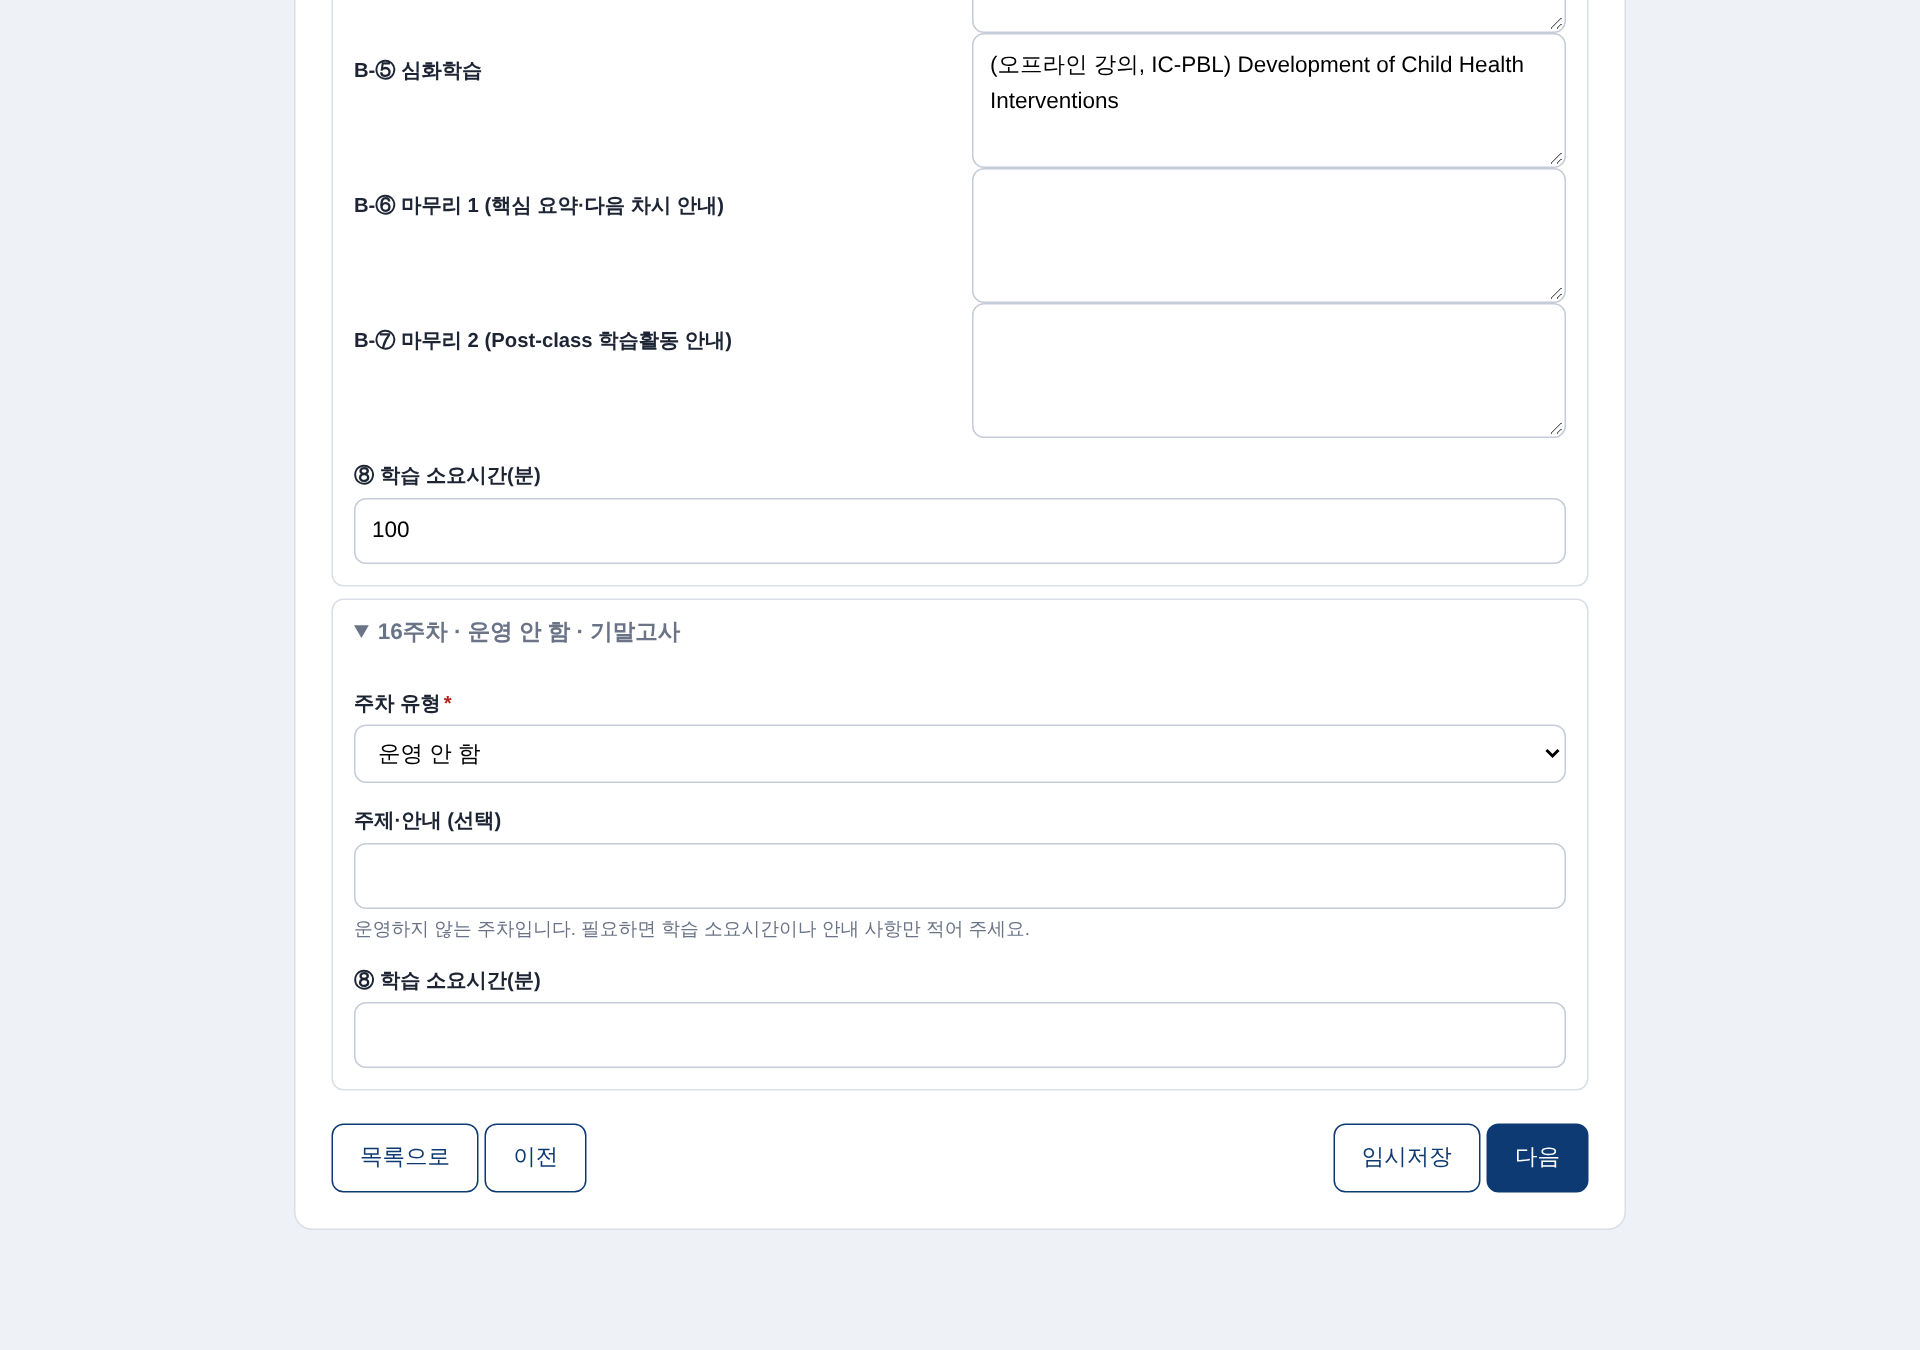 B-⑤ 심화학습
(오프라인 강의, IC-PBL) Development of Child Health
Interventions
B-⑥ 마무리 1 (핵심 요약·다음 차시 안내)
B-⑦ 마무리 2 (Post-class 학습활동 안내)
⑧ 학습 소요시간(분)
100
▼ 16주차 · 운영 안 함 · 기말고사
주차 유형*
운영 안 함
주제·안내 (선택)
운영하지 않는 주차입니다. 필요하면 학습 소요시간이나 안내 사항만 적어 주세요.
⑧ 학습 소요시간(분)
목록으로 이전 임시저장 다음